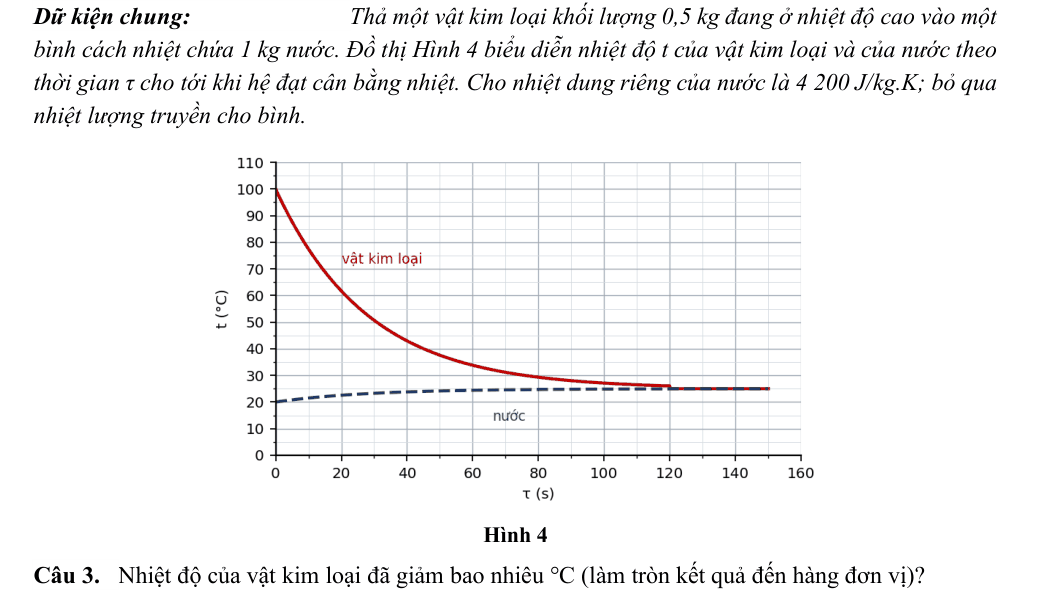 Dữ kiện chung: Thả một vật kim loại khối lượng 0,5 kg đang ở nhiệt độ cao vào một
bình cách nhiệt chứa 1 kg nước. Đồ thị Hình 4 biểu diễn nhiệt độ t của vật kim loại và của nước theo
thời gian τ cho tới khi hệ đạt cân bằng nhiệt. Cho nhiệt dung riêng của nước là 4 200 J/kg.K; bỏ qua
nhiệt lượng truyền cho bình.
110
100
90
80
70
60
50
40
30
20
10
0
t (°C)
vật kim loại
nước
0 20 40 60 80 100 120 140 160
τ (s)
Hình 4
Câu 3. Nhiệt độ của vật kim loại đã giảm bao nhiêu °C (làm tròn kết quả đến hàng đơn vị)?